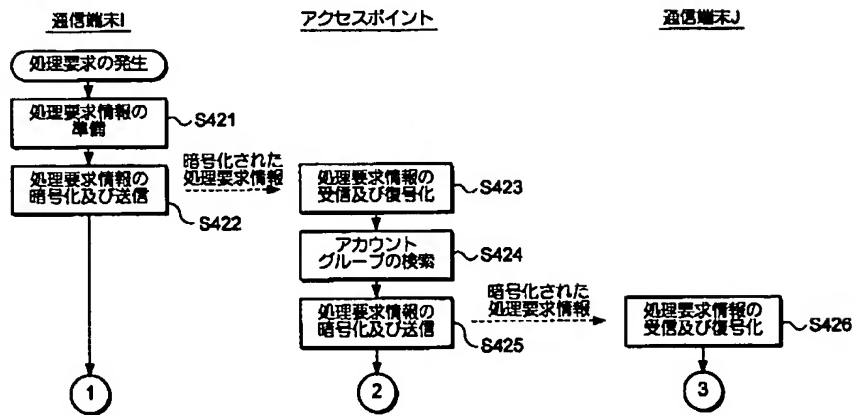 通信端末I
アクセスポイント
通信端末J
処理要求の発生
処理要求情報の
準備
S421
処理要求情報の
暗号化及び送信
S422
暗号化された
処理要求情報
処理要求情報の
受信及び復号化
S423
アカウント
グループの検索
S424
処理要求情報の
暗号化及び送信
S425
暗号化された
処理要求情報
処理要求情報の
受信及び復号化
S426
1
2
3